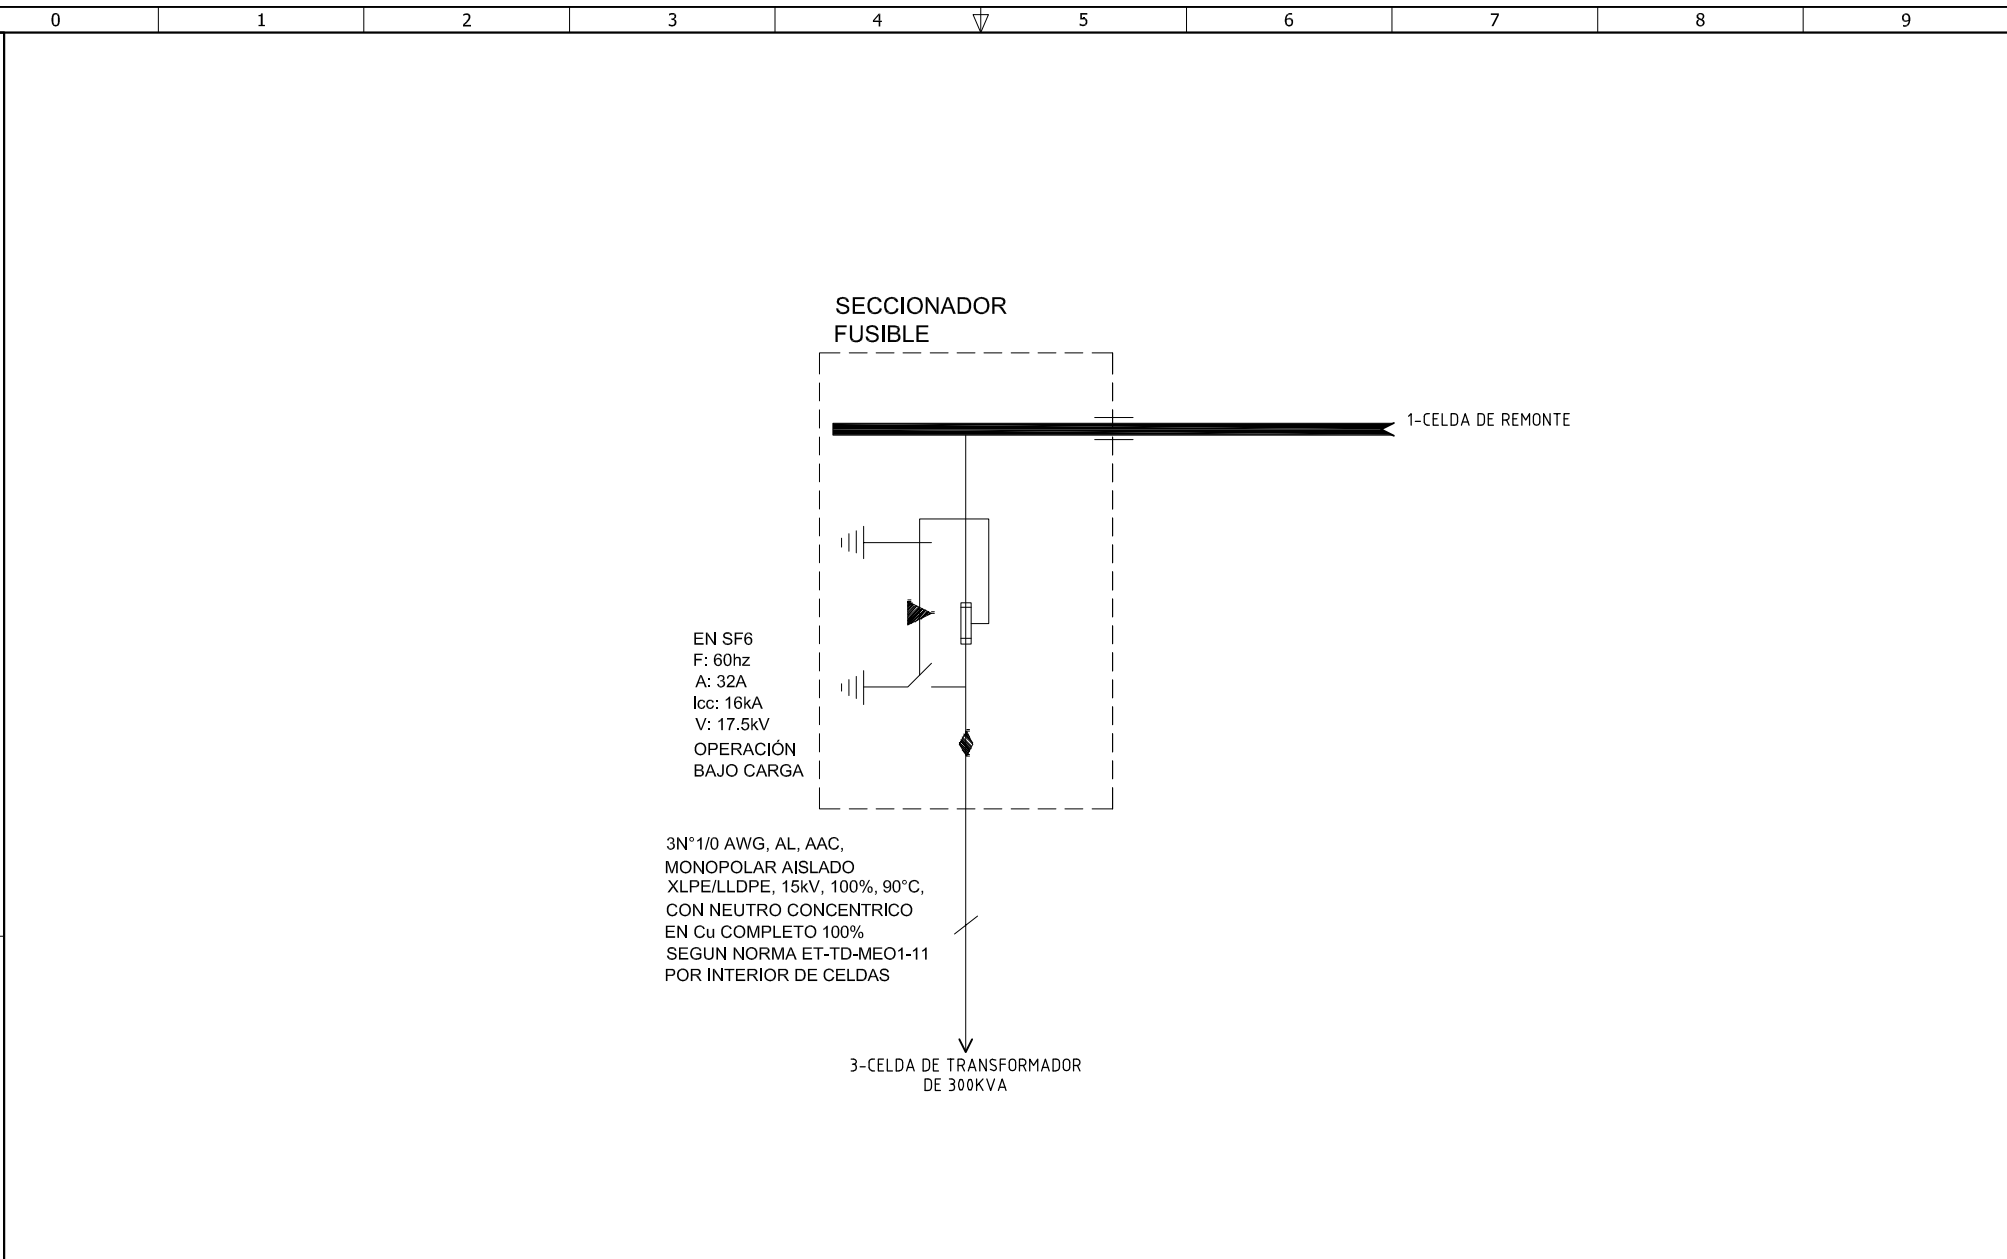 0 1 2 3 4 5 6 7 8 9
SECCIONADOR
FUSIBLE
1-CELDA DE REMONTE
EN SF6
F: 60hz
A: 32A
Icc: 16kA
V: 17.5kV
OPERACIÓN
BAJO CARGA
3N°1/0 AWG, AL, AAC,
MONOPOLAR AISLADO
XLPE/LLDPE, 15kV, 100%, 90°C,
CON NEUTRO CONCENTRICO
EN Cu COMPLETO 100%
SEGUN NORMA ET-TD-MEO1-11
POR INTERIOR DE CELDAS
3-CELDA DE TRANSFORMADOR
DE 300KVA